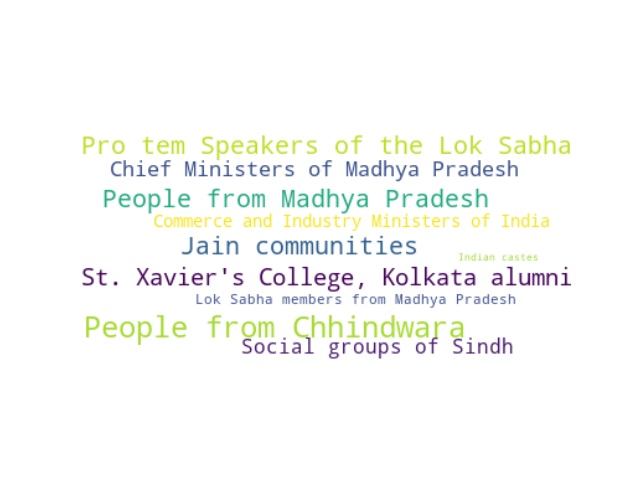 Pro tem Speakers of the Lok Sabha
Chief Ministers of Madhya Pradesh
People from Madhya Pradesh
Commerce and Industry Ministers of India
Jain communities
Indian castes
St. Xavier's College, Kolkata alumni
Lok Sabha members from Madhya Pradesh
People from Chhindwara
Social groups of Sindh